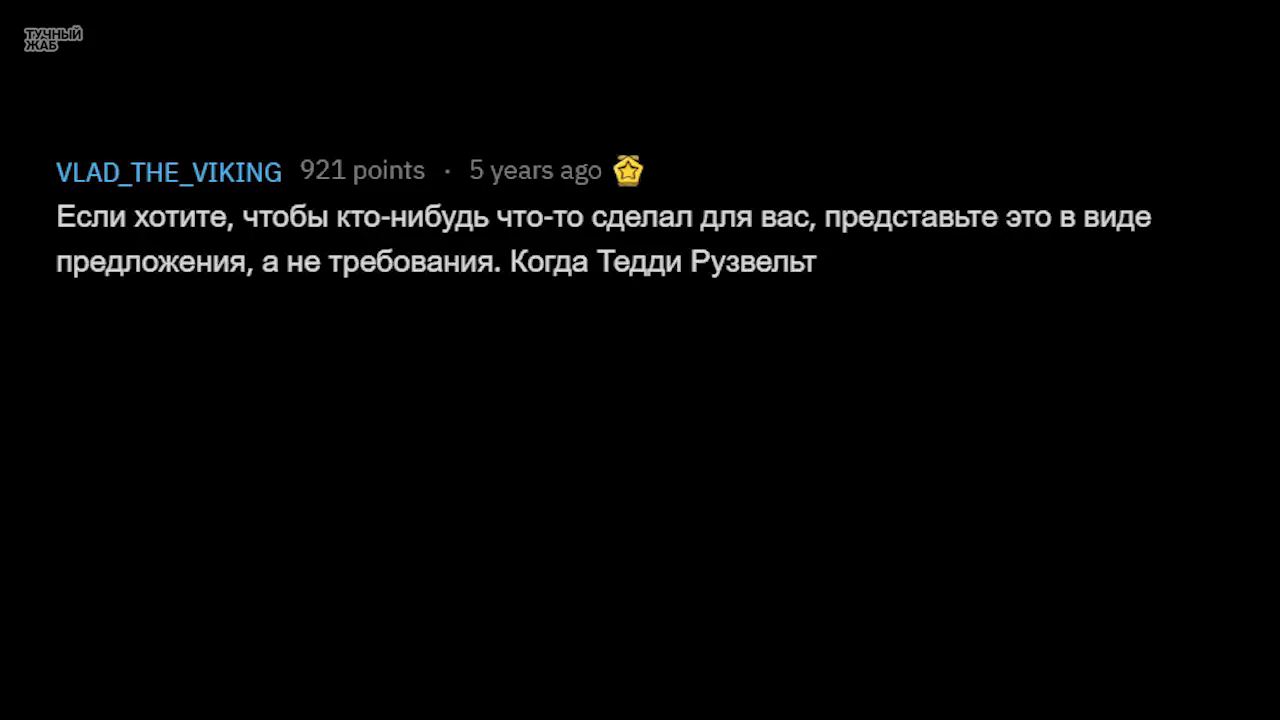 ТУЧНЫЙ
ЖАБ
VLAD_THE_VIKING 921 points · 5 years ago
Если хотите, чтобы кто-нибудь что-то сделал для вас, представьте это в виде
предложения, а не требования. Когда Тедди Рузвельт